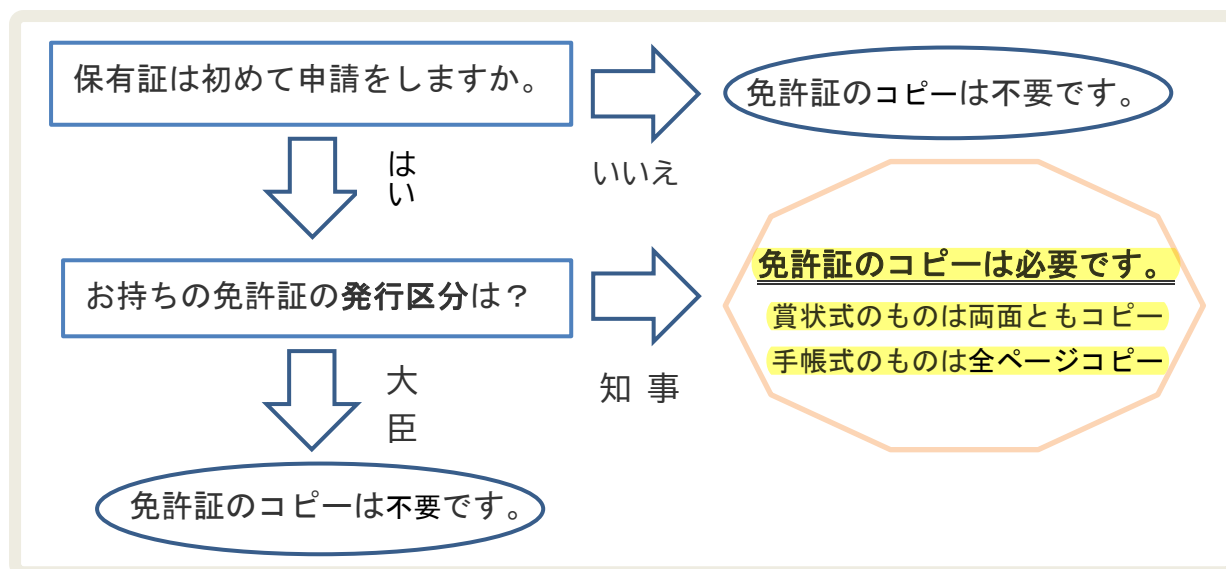 保有証は初めて申請をしますか。
免許証のコピーは不要です。
はい
いいえ
免許証のコピーは必要です。
お持ちの免許証の発行区分は？
賞状式のものは両面ともコピー
手帳式のものは全ページコピー
大臣
知 事
免許証のコピーは不要です。